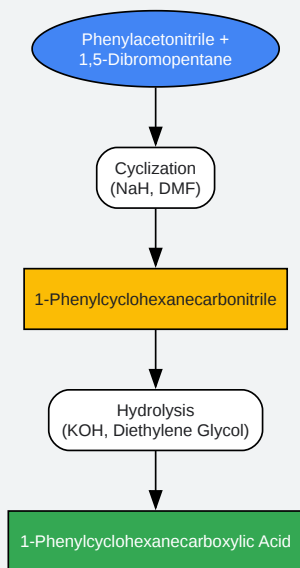 Phenylacetonitrile +
1,5-Dibromopentane
Cyclization
(NaH, DMF)
1-Phenylcyclohexanecarbonitrile
Hydrolysis
(KOH, Diethylene Glycol)
1-Phenylcyclohexanecarboxylic Acid